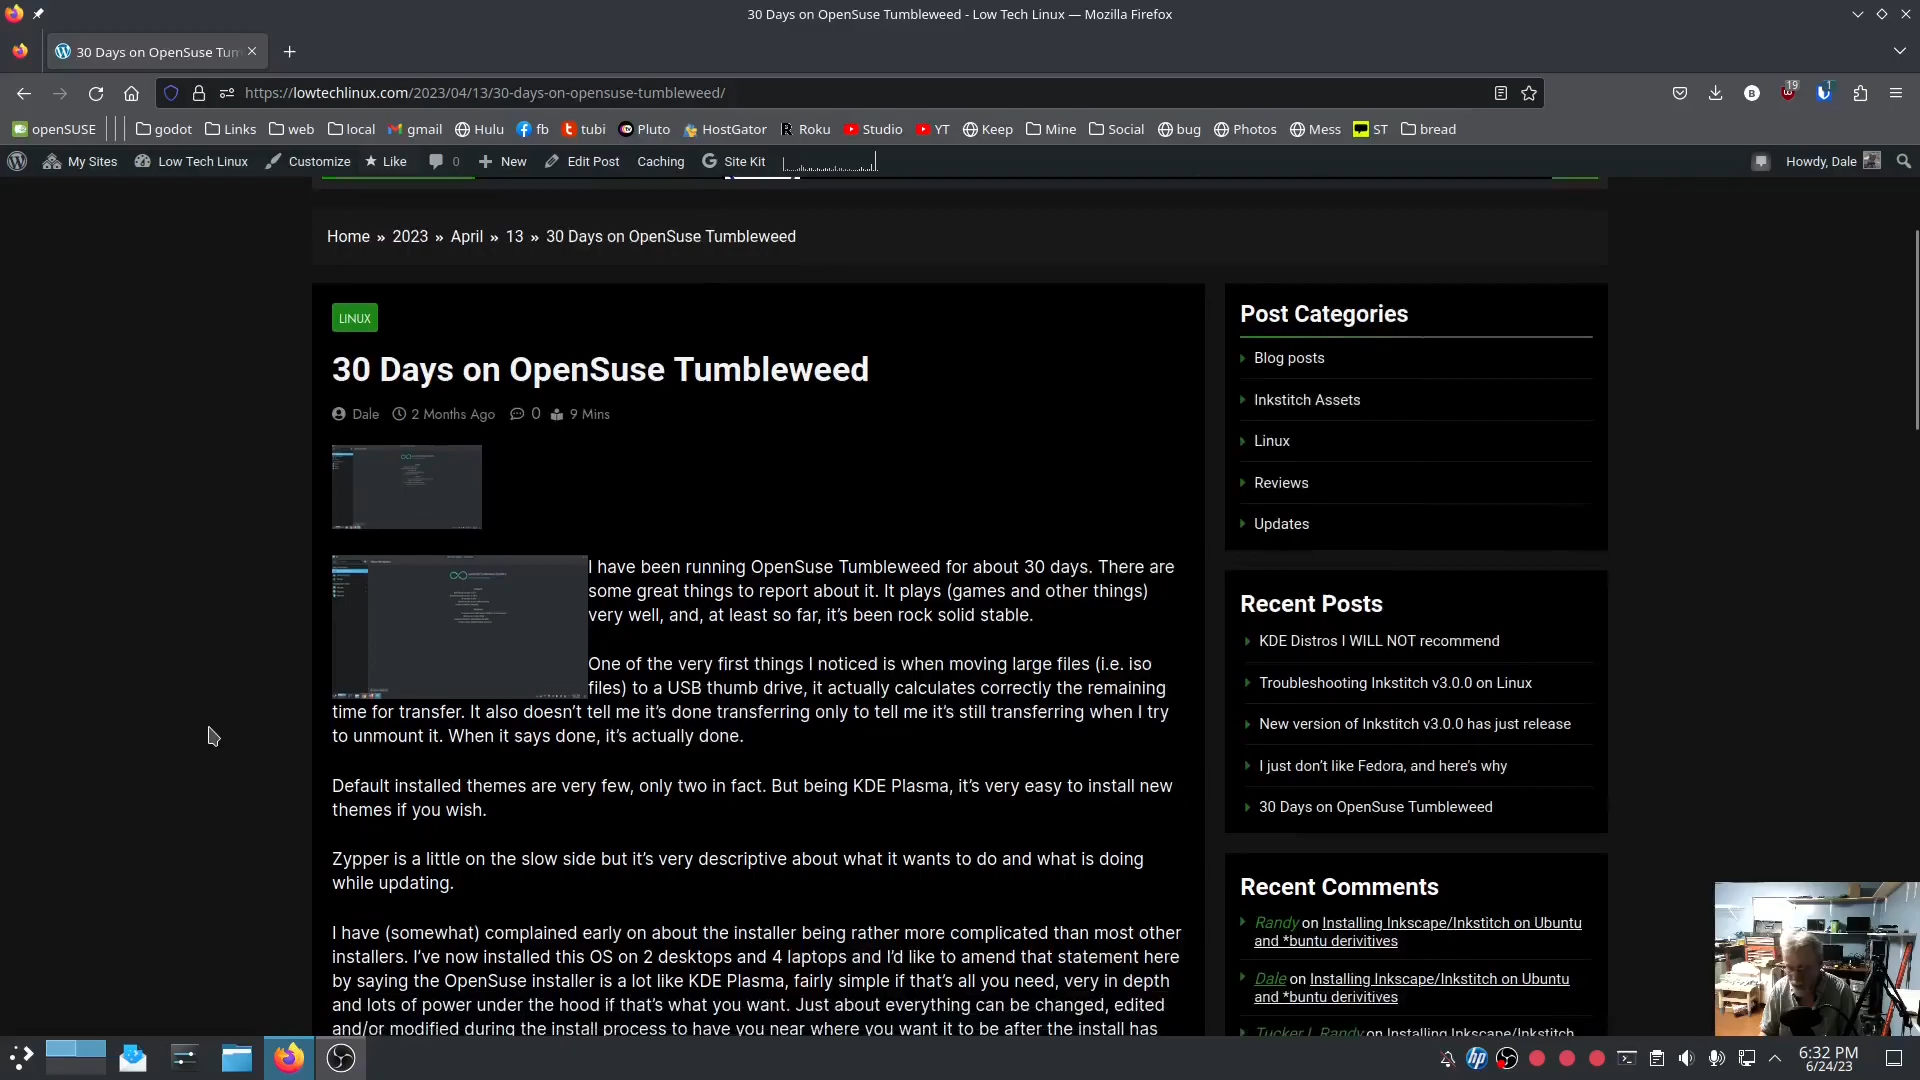 30 Days on OpenSuse Tumbleweed - Low Tech Linux — Mozilla Firefox
30 Days on OpenSuse Tum
https://lowtechlinux.com/2023/04/13/30-days-on-opensuse-tumbleweed/
19
1
openSUSE godot Links web local gmail Hulu fb tubi Pluto HostGator Roku Studio YT Keep Mine Social bug Photos Mess ST bread
My Sites Low Tech Linux Customize Like 0 New Edit Post Caching Site Kit Howdy, Dale
Home » 2023 » April » 13 » 30 Days on OpenSuse Tumbleweed
LINUX
30 Days on OpenSuse Tumbleweed
Dale 2 Months Ago 0 9 Mins
I have been running OpenSuse Tumbleweed for about 30 days. There are
some great things to report about it. It plays (games and other things)
very well, and, at least so far, it’s been rock solid stable.
One of the very first things I noticed is when moving large files (i.e. iso
files) to a USB thumb drive, it actually calculates correctly the remaining
time for transfer. It also doesn’t tell me it’s done transferring only to tell me it’s still transferring when I try
to unmount it. When it says done, it’s actually done.
Default installed themes are very few, only two in fact. But being KDE Plasma, it’s very easy to install new
themes if you wish.
Zypper is a little on the slow side but it’s very descriptive about what it wants to do and what is doing
while updating.
I have (somewhat) complained early on about the installer being rather more complicated than most other
installers. I’ve now installed this OS on 2 desktops and 4 laptops and I’d like to amend that statement here
by saying the OpenSuse installer is a lot like KDE Plasma, fairly simple if that’s all you need, very in depth
and lots of power under the hood if that’s what you want. Just about everything can be changed, edited
and/or modified during the install process to have you near where you want it to be after the install has
Post Categories
Blog posts
Inkstitch Assets
Linux
Reviews
Updates
Recent Posts
KDE Distros I WILL NOT recommend
Troubleshooting Inkstitch v3.0.0 on Linux
New version of Inkstitch v3.0.0 has just release
I just don’t like Fedora, and here’s why
30 Days on OpenSuse Tumbleweed
Recent Comments
Randy on Installing Inkscape/Inkstitch on Ubuntu
and *buntu derivitives
Dale on Installing Inkscape/Inkstitch on Ubuntu
and *buntu derivitives
Tucker L Randy on Installing Inkscape/Inkstitch
hp
6:32 PM
6/24/23